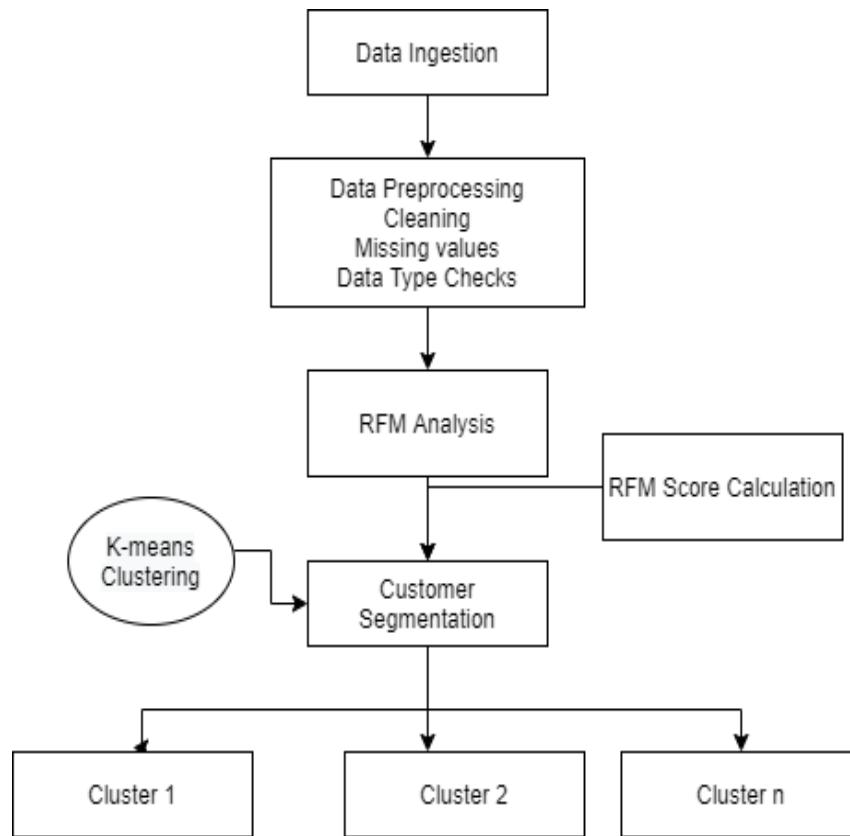 Data Ingestion
Data Preprocessing
Cleaning
Missing values
Data Type Checks
RFM Analysis
RFM Score Calculation
K-means
Clustering
Customer
Segmentation
Cluster 1
Cluster 2
Cluster n